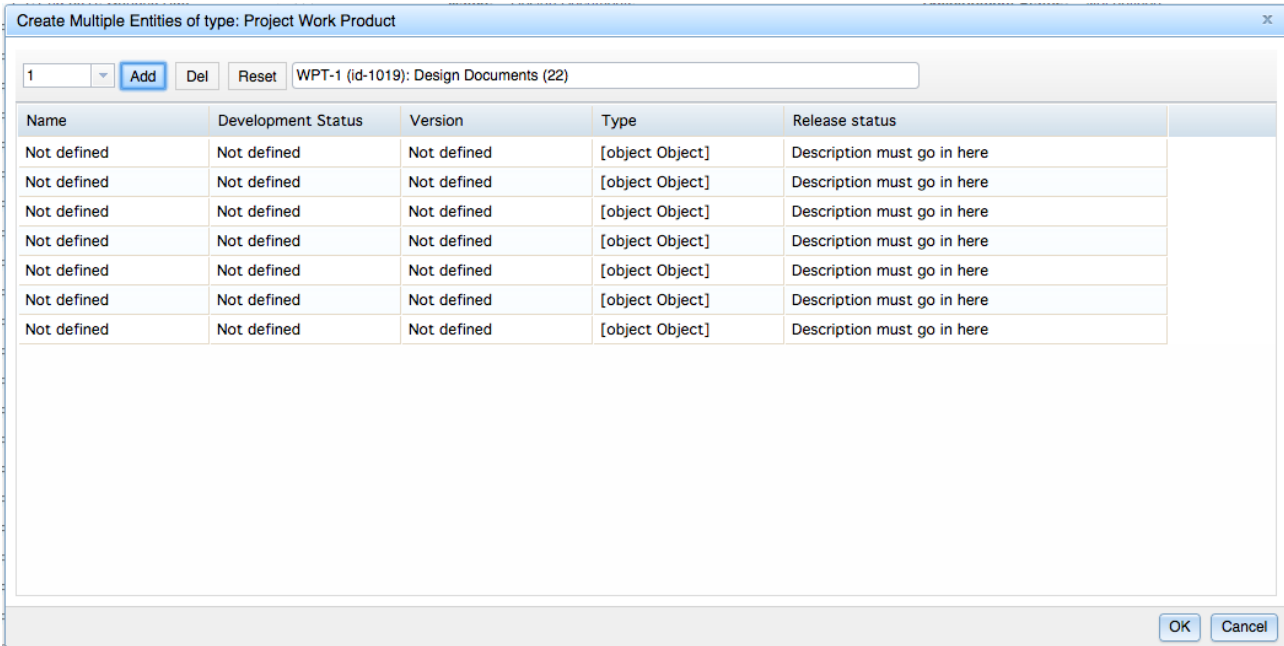 Create Multiple Entities of type: Project Work Product x
1 Add Del Reset WPT-1 (id-1019): Design Documents (22)
Name Development Status Version Type Release status
Not defined Not defined Not defined [object Object] Description must go in here
Not defined Not defined Not defined [object Object] Description must go in here
Not defined Not defined Not defined [object Object] Description must go in here
Not defined Not defined Not defined [object Object] Description must go in here
Not defined Not defined Not defined [object Object] Description must go in here
Not defined Not defined Not defined [object Object] Description must go in here
Not defined Not defined Not defined [object Object] Description must go in here
OK Cancel